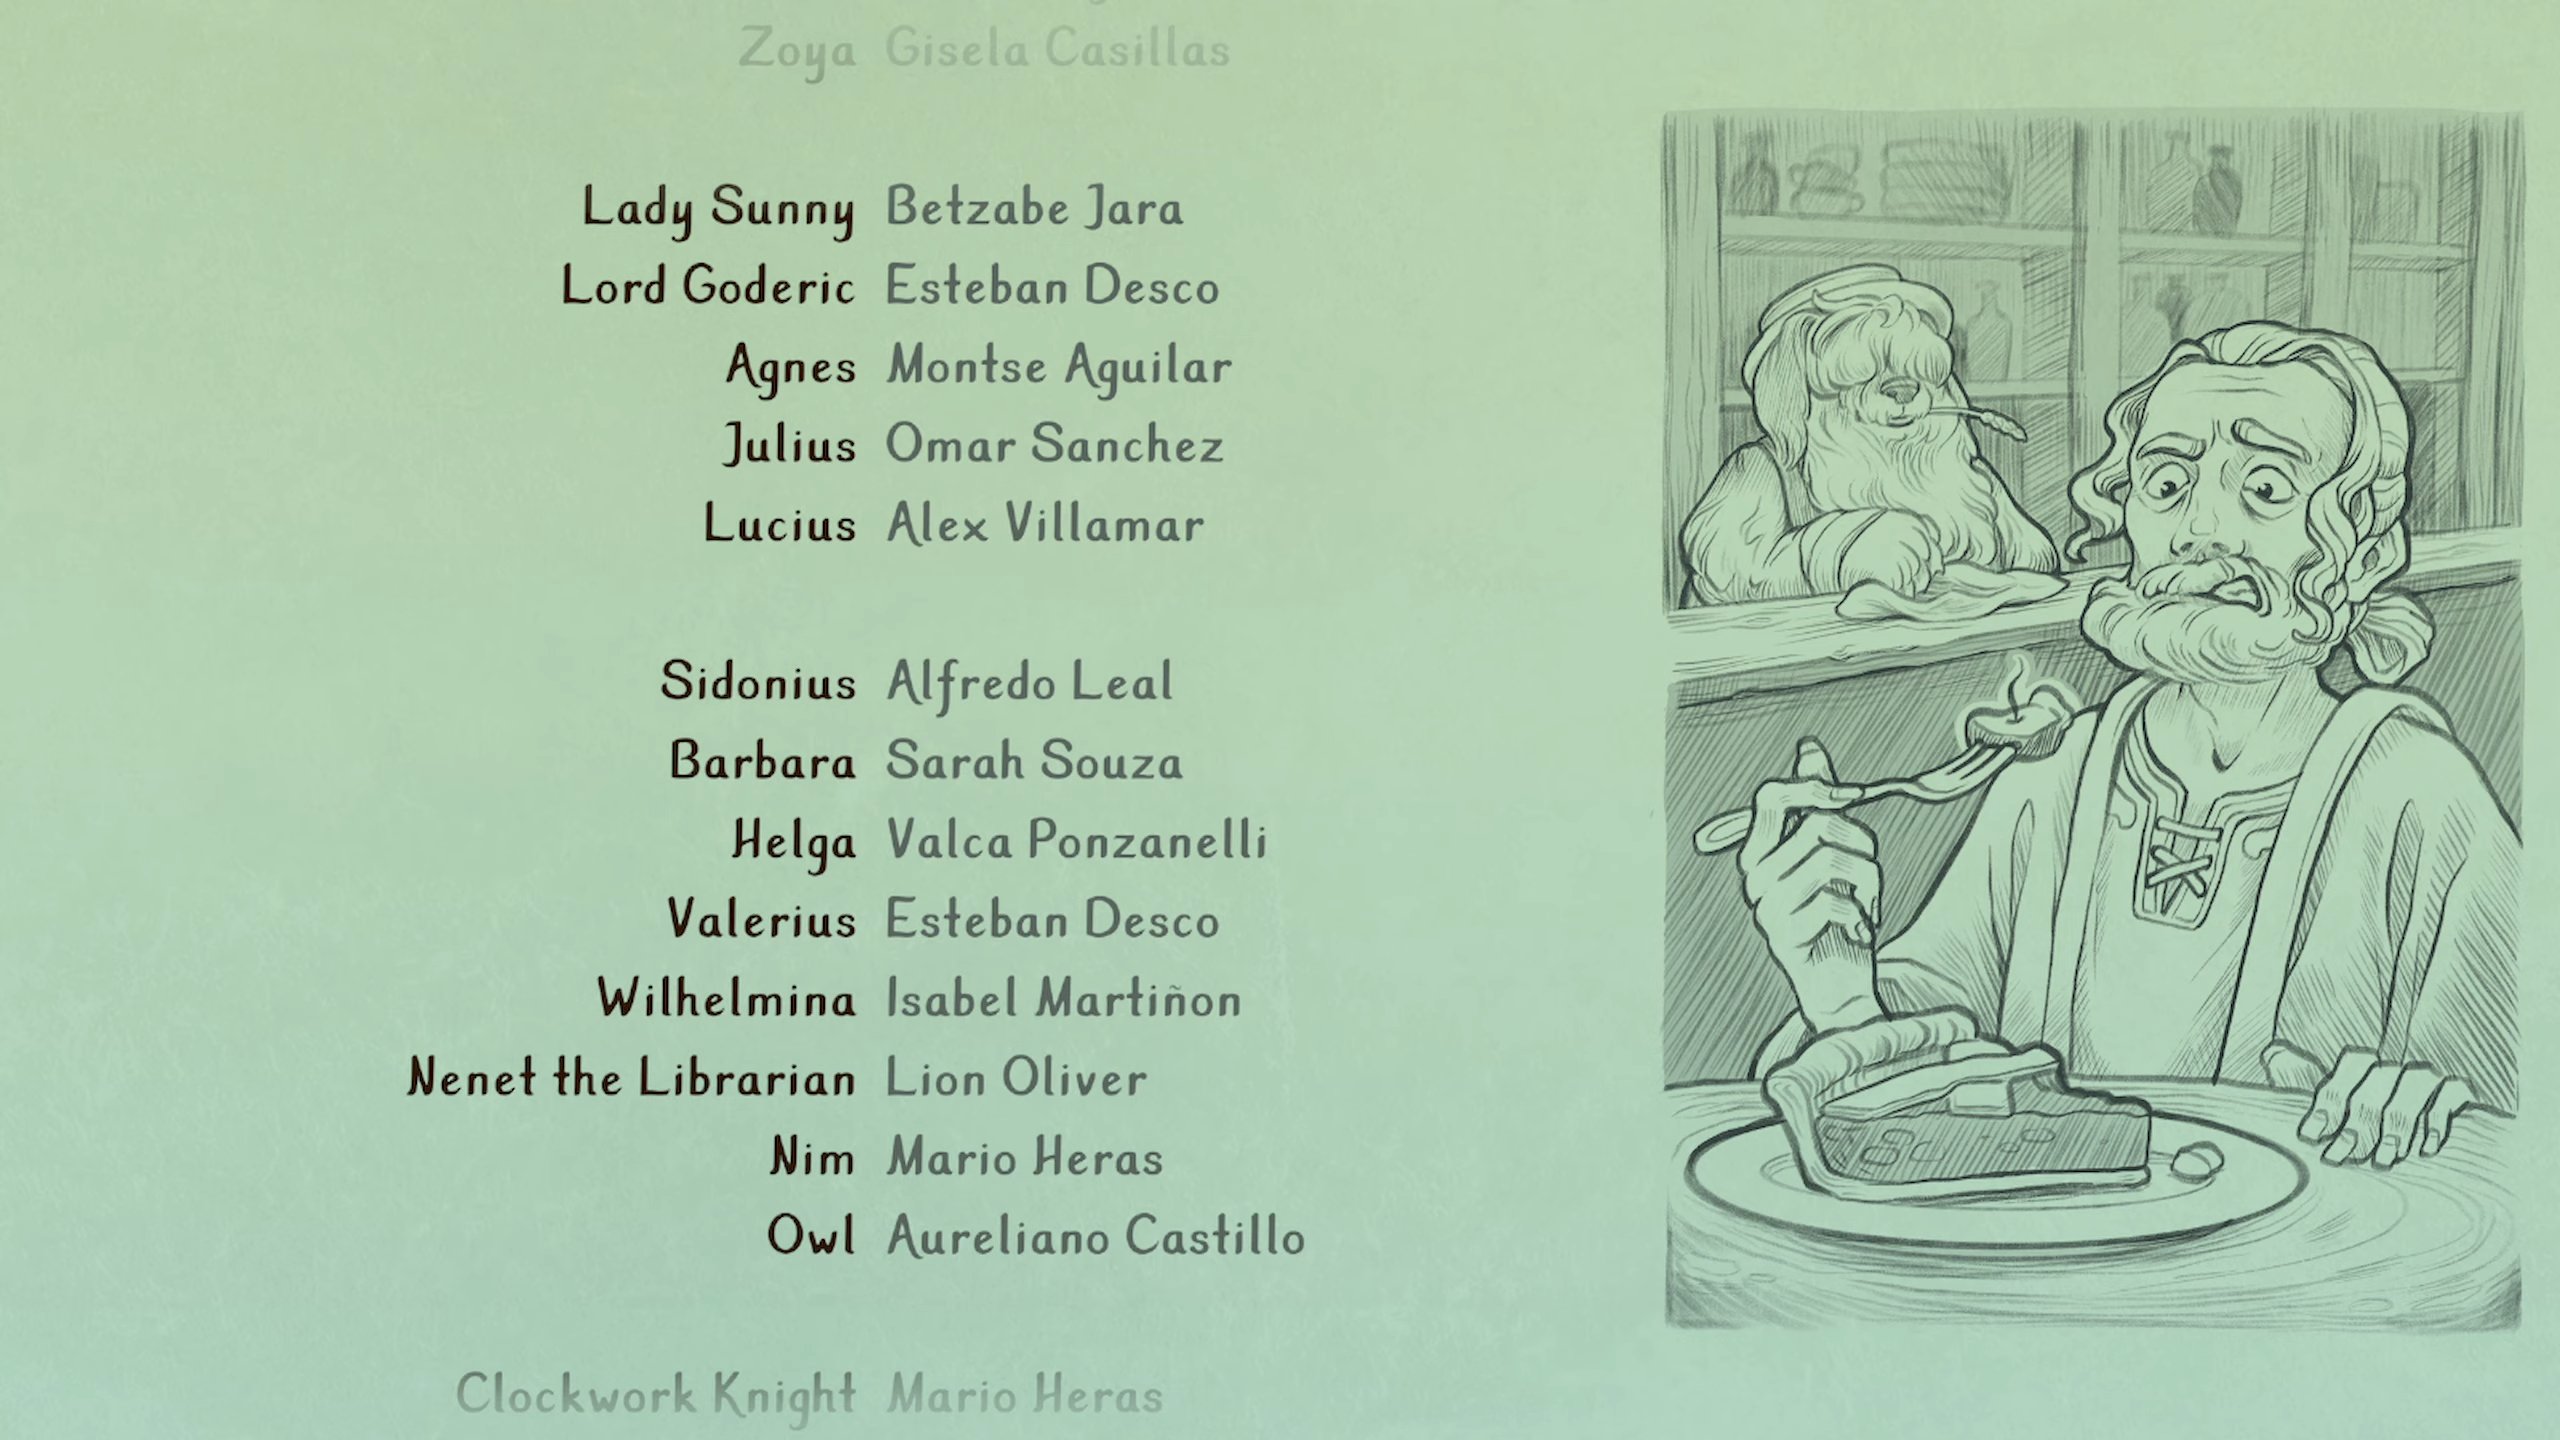 Zoya Gisela Casillas
Lady Sunny Betzabe Jara
Lord Goderic Esteban Desco
Agnes Montse Aguilar
Julius Omar Sanchez
Lucius Alex Villamar
Sidonius Alfredo Leal
Barbara Sarah Souza
Helga Valca Ponzanelli
Valerius Esteban Desco
Wilhelmina Isabel Martiñon
Nenet the Librarian Lion Oliver
Nim Mario Heras
Owl Aureliano Castillo
Clockwork Knight Mario Heras